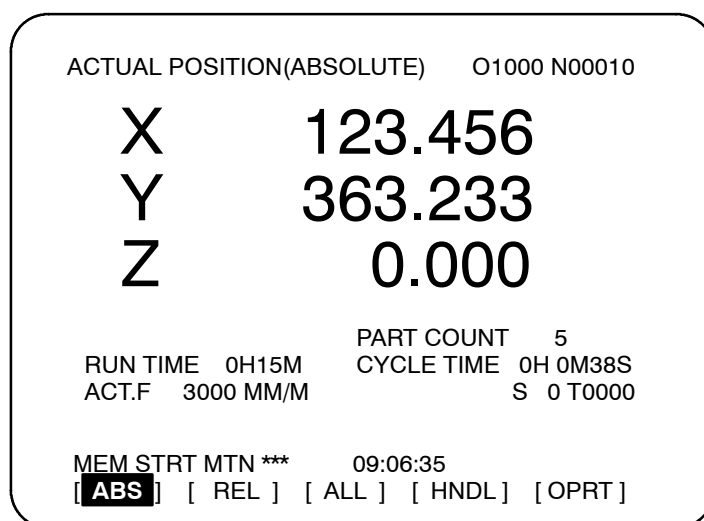 ACTUAL POSITION(ABSOLUTE) O1000 N00010
X 123.456
Y 363.233
Z 0.000
PART COUNT 5
RUN TIME 0H15M CYCLE TIME 0H 0M38S
ACT.F 3000 MM/M S 0 T0000
MEM STRT MTN *** 09:06:35
[ ABS ] [ REL ] [ ALL ] [ HNDL ] [ OPRT ]